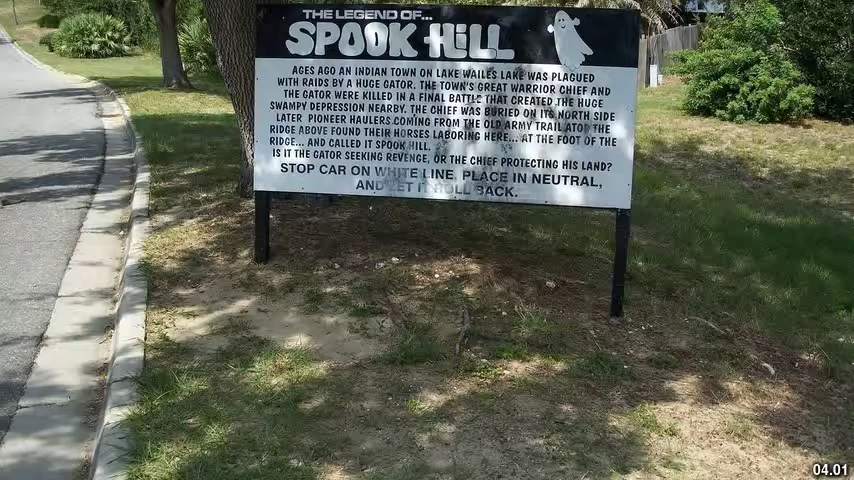 THE LEGEND OF...
SPOOK HILL
AGES AGO AN INDIAN TOWN ON LAKE WAILES LAKE WAS PLAGUED
WITH RAIDS BY A HUGE GATOR. THE TOWN'S GREAT WARRIOR CHIEF AND
THE GATOR WERE KILLED IN A FINAL BATTLE THAT CREATED THE HUGE
SWAMPY DEPRESSION NEARBY. THE CHIEF WAS BURIED ON ITS NORTH SIDE
LATER PIONEER HAULERS COMING FROM THE OLD ARMY TRAIL ATOP THE
RIDGE ABOVE FOUND THEIR HORSES LABORING HERE... AT THE FOOT OF THE
RIDGE... AND CALLED IT SPOOK HILL.
IS IT THE GATOR SEEKING REVENGE, OR THE CHIEF PROTECTING HIS LAND?
STOP CAR ON WHITE LINE, PLACE IN NEUTRAL,
AND LET IT ROLL BACK.
04.01